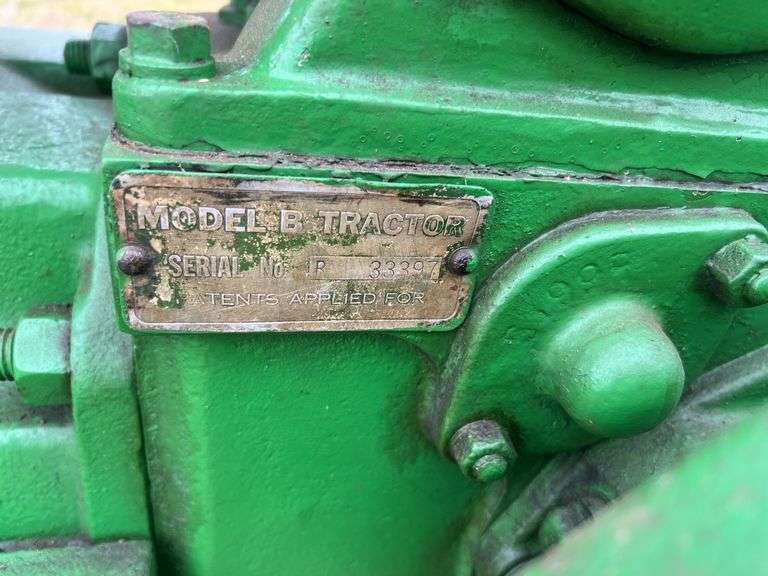 MODEL B TRACTOR
SERIAL No. 33397
PATENTS APPLIED FOR